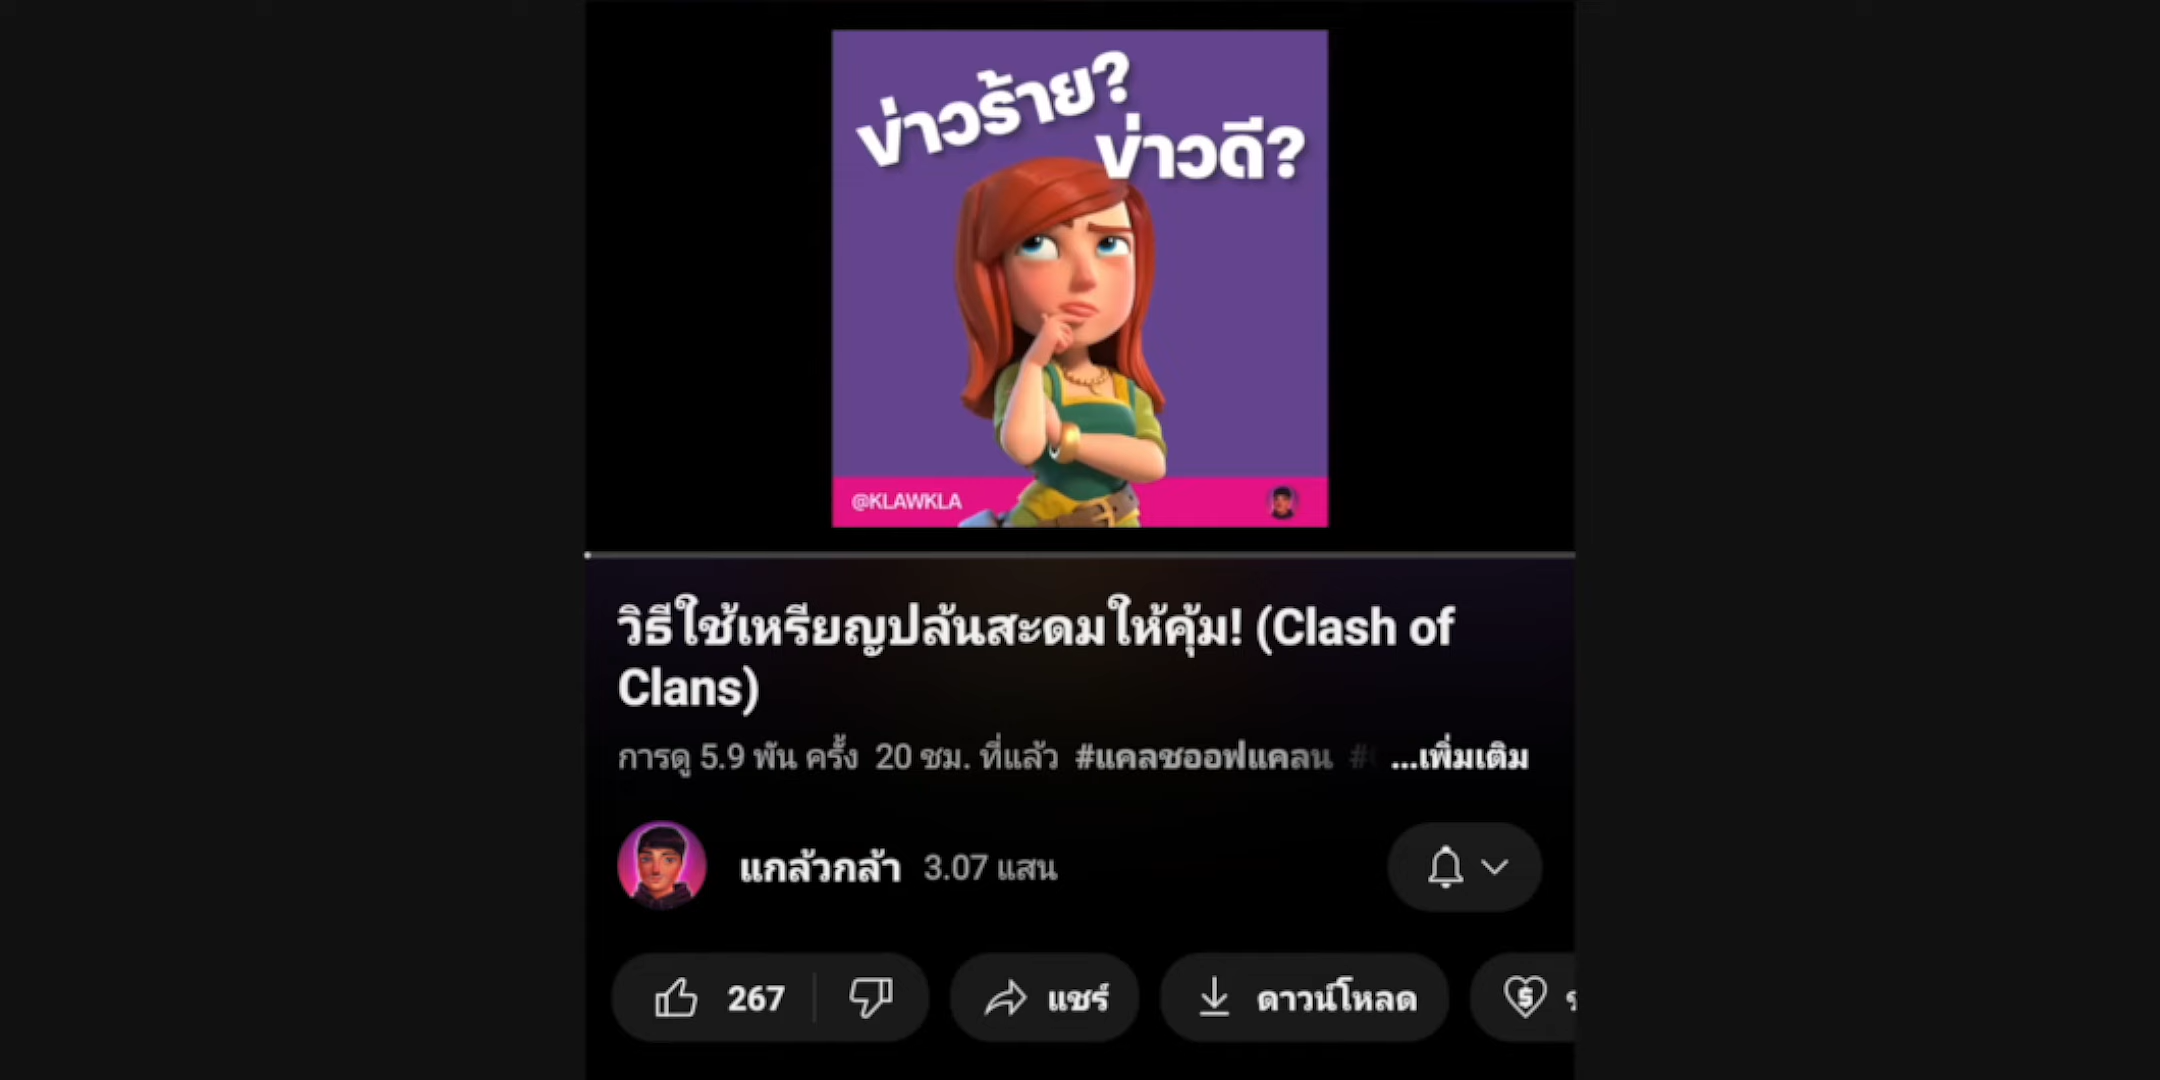 ข่าวร้าย?
ข่าวดี?
@KLAWKLA
วิธีใช้เหรียญปล้นสะดมให้คุ้ม! (Clash of
Clans)
การดู 5.9 พัน ครั้ง 20 ชม. ที่แล้ว #แคลชออฟแคลน # ...เพิ่มเติม
แกล้วกล้า 3.07 แสน
267 แชร์ ดาวน์โหลด